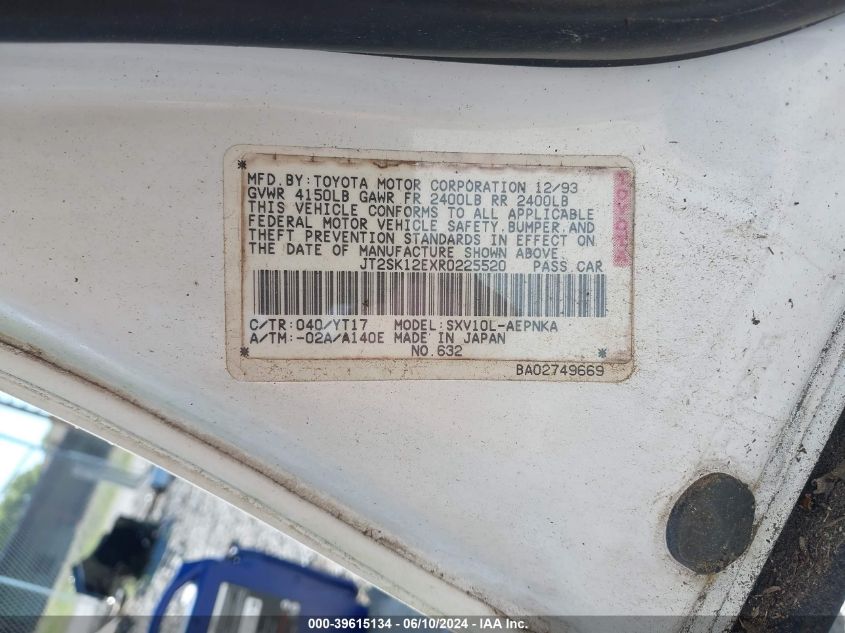 MFD.BY:TOYOTA MOTOR CORPORATION 12/93
GVWR 4150LB GAWR FR 2400LB RR 2400LB
THIS VEHICLE CONFORMS TO ALL APPLICABLE
FEDERAL MOTOR VEHICLE SAFETY,BUMPER,AND
THEFT PREVENTION STANDARDS IN EFFECT ON
THE DATE OF MANUFACTURE SHOWN ABOVE.
JT2SK12EXR0225520 PASS.CAR
C/TR:040/YT17 MODEL:SXV10L-AEPNKA
A/TM:-02A/A140E MADE IN JAPAN
NO.632
BA02749669
000-39615134 - 06/10/2024 - IAA Inc.